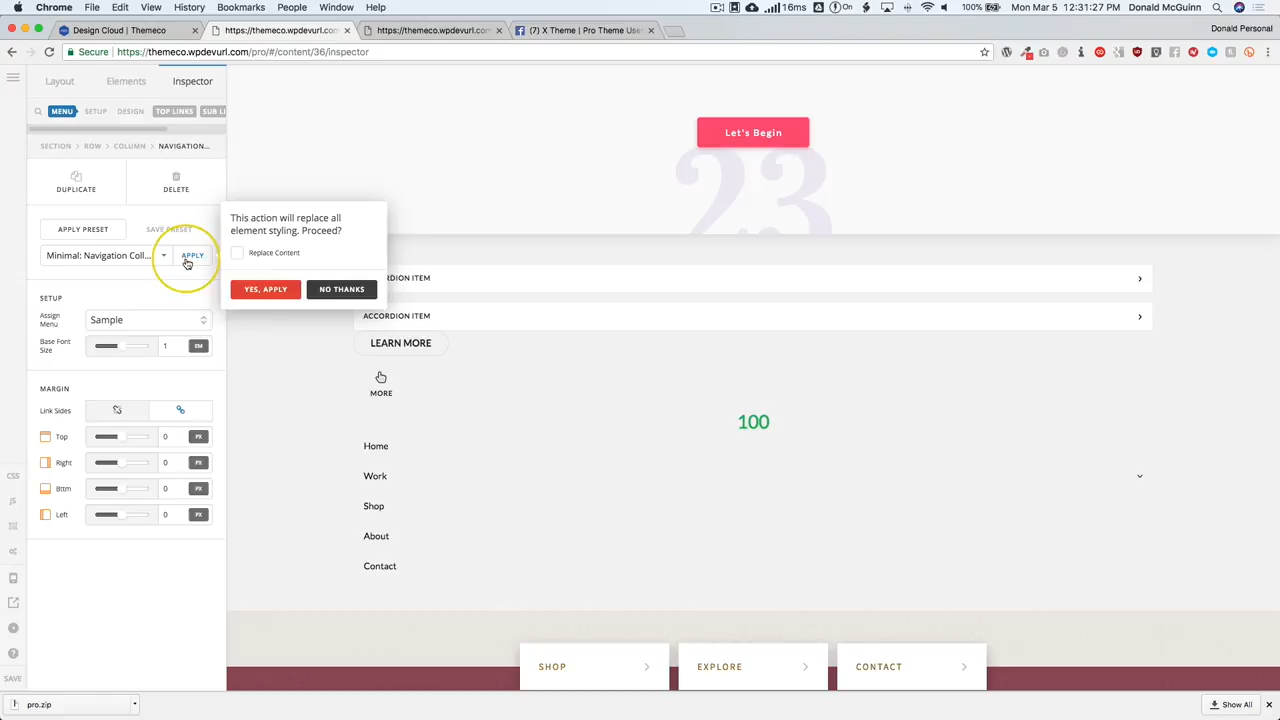 Chrome File Edit View History Bookmarks People Window Help 16ms On 100% Mon Mar 5 12:31:27 Donald McGuinn
Design Cloud | Themeco × https://themeco.wpdevurl.com/ × https://themeco.wpdevurl.com/ × (7) X Theme | Pro Theme User × Donald Personal
Secure https://themeco.wpdevurl.com/pro/#/content/36/inspector
Layout Elements Inspector
MENU SETUP DESIGN TOP LINKS SUB LI
SECTION > ROW > COLUMN > NAVIGATION...
DUPLICATE DELETE
APPLY PRESET SAVE PRESET
Minimal: Navigation Coll... APPLY
This action will replace all
element styling. Proceed?
Replace Content
YES, APPLY NO THANKS
SETUP
Assign
Menu
Sample
Base Font
Size
1 EM
MARGIN
Link Sides
Top 0 PX
Right 0 PX
Bttm 0 PX
Left 0 PX
CSS
JS
SAVE
Let's Begin
23
RDION ITEM
ACCORDION ITEM
LEARN MORE
MORE
100
Home
Work
Shop
About
Contact
SHOP EXPLORE CONTACT
pro.zip Show All